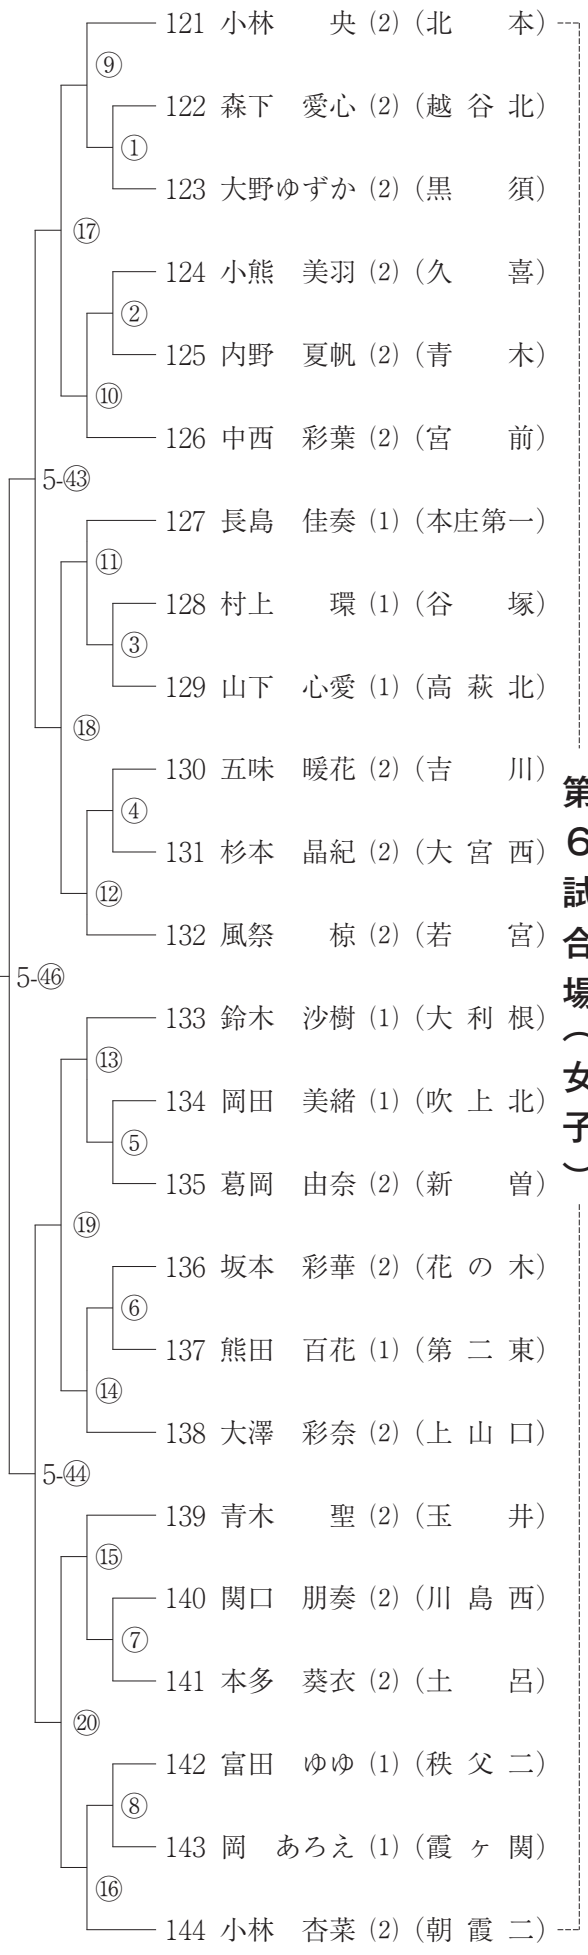 121 小林　　央 (2) (北　　本)
⑨
122 森下　愛心 (2) (越 谷 北)
①
123 大野ゆずか (2) (黒　　須)
⑰
124 小熊　美羽 (2) (久　　喜)
②
125 内野　夏帆 (2) (青　　木)
⑩
126 中西　彩葉 (2) (宮　　前)
5-㊸
127 長島　佳奏 (1) (本庄第一)
⑪
128 村上　　環 (1) (谷　　塚)
③
129 山下　心愛 (1) (高 萩 北)
⑱
130 五味　暖花 (2) (吉　　川)
④
131 杉本　晶紀 (2) (大 宮 西)
⑫
132 風祭　　椋 (2) (若　　宮)
5-㊻
133 鈴木　沙樹 (1) (大 利 根)
⑬
134 岡田　美緒 (1) (吹 上 北)
⑤
135 葛岡　由奈 (2) (新　　曽)
⑲
136 坂本　彩華 (2) (花 の 木)
⑥
137 熊田　百花 (1) (第 二 東)
⑭
138 大澤　彩奈 (2) (上 山 口)
5-㊹
139 青木　　聖 (2) (玉　　井)
⑮
140 関口　朋奏 (2) (川 島 西)
⑦
141 本多　葵衣 (2) (土　　呂)
⑳
142 富田　ゆゆ (1) (秩 父 二)
⑧
143 岡　あろえ (1) (霞 ヶ 関)
⑯
144 小林　杏菜 (2) (朝 霞 二)
第６試合場（女子）